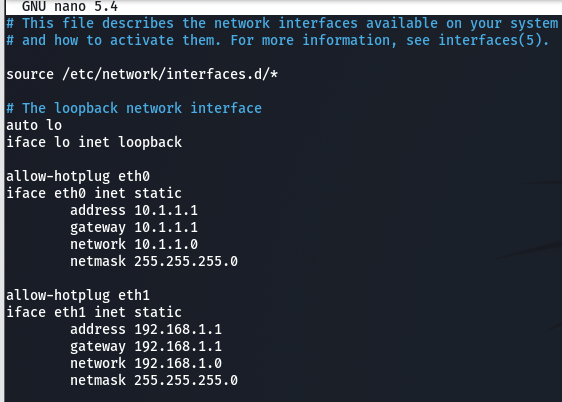 GNU nano 5.4
# This file describes the network interfaces available on your system
# and how to activate them. For more information, see interfaces(5).
source /etc/network/interfaces.d/*
# The loopback network interface
auto lo
iface lo inet loopback
allow-hotplug eth0
iface eth0 inet static
address 10.1.1.1
gateway 10.1.1.1
network 10.1.1.0
netmask 255.255.255.0
allow-hotplug eth1
iface eth1 inet static
address 192.168.1.1
gateway 192.168.1.1
network 192.168.1.0
netmask 255.255.255.0